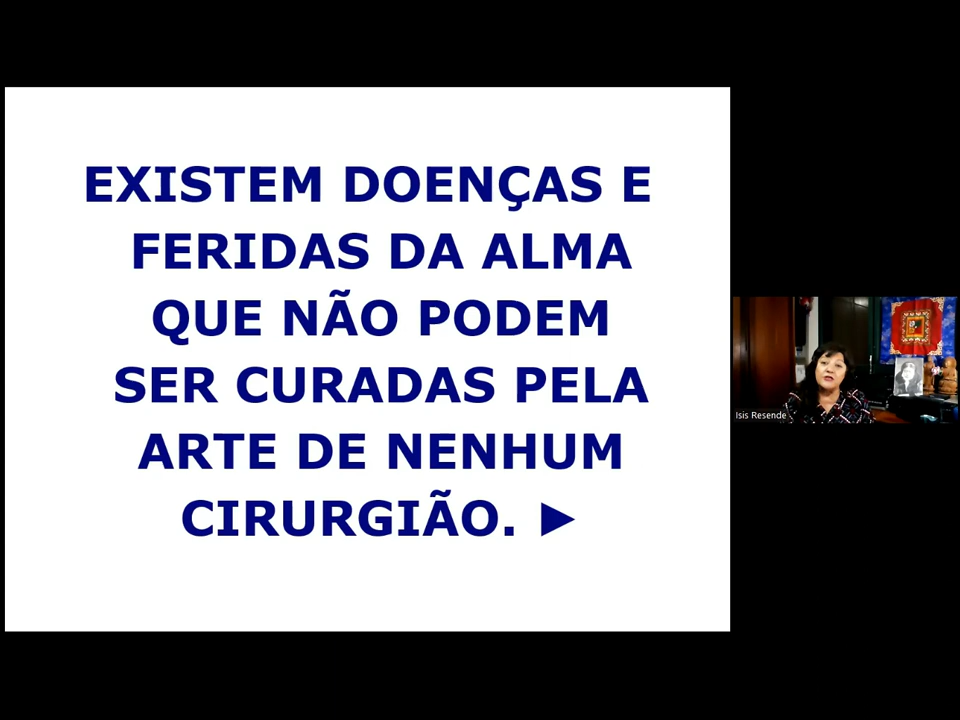 EXISTEM DOENÇAS E
FERIDAS DA ALMA
QUE NÃO PODEM
SER CURADAS PELA
ARTE DE NENHUM
CIRURGIÃO. ►
Isis Resende